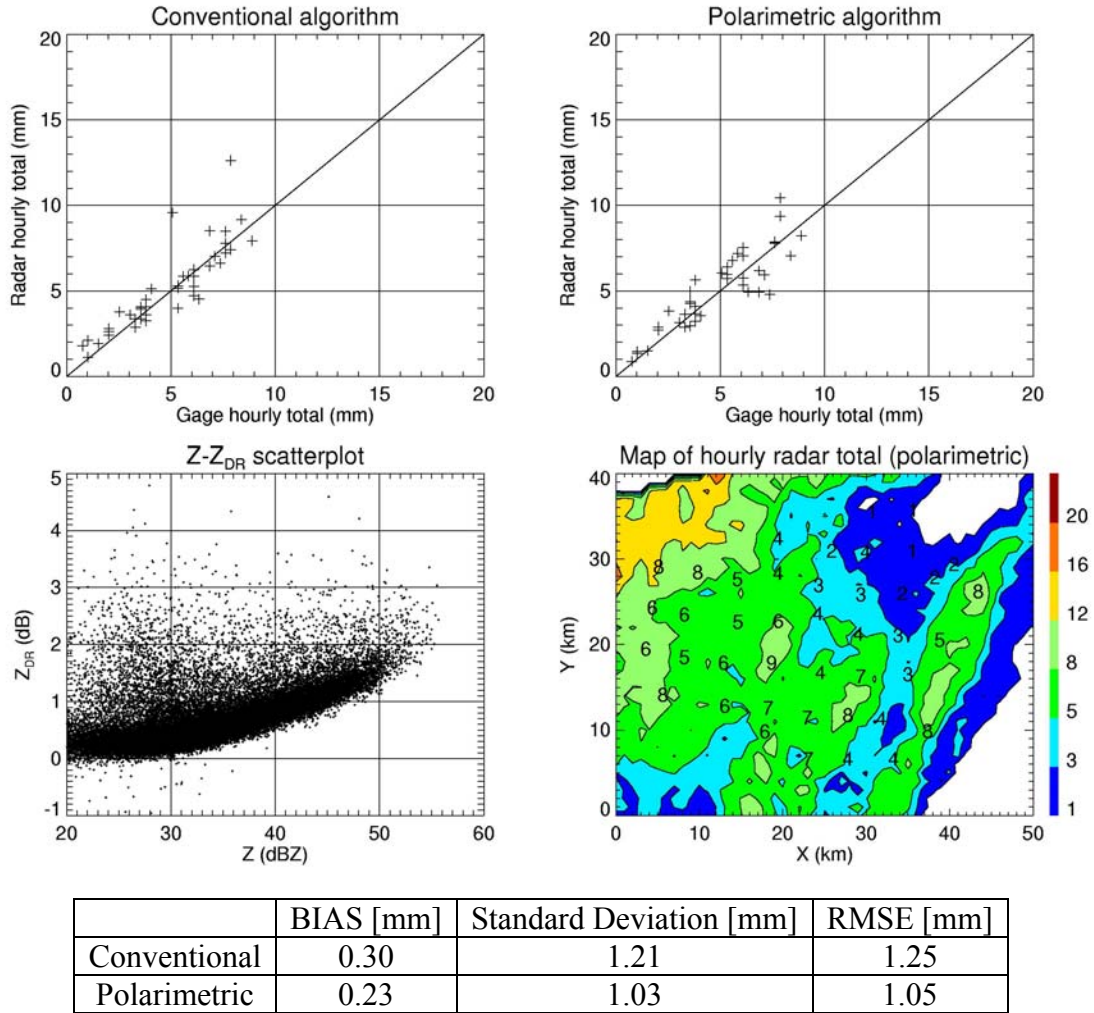 Conventional algorithm
Radar hourly total (mm)
20
15
10
5
0
0 5 10 15 20
Gage hourly total (mm)
Polarimetric algorithm
Radar hourly total (mm)
20
15
10
5
0
0 5 10 15 20
Gage hourly total (mm)
Z-ZDR scatterplot
ZDR (dB)
5
4
3
2
1
0
-1
20 30 40 50 60
Z (dBZ)
Map of hourly radar total (polarimetric)
Y (km)
40
30
20
10
0
0 10 20 30 40 50
X (km)
20
16
12
8
5
3
1
BIAS [mm] Standard Deviation [mm] RMSE [mm]
Conventional 0.30 1.21 1.25
Polarimetric 0.23 1.03 1.05